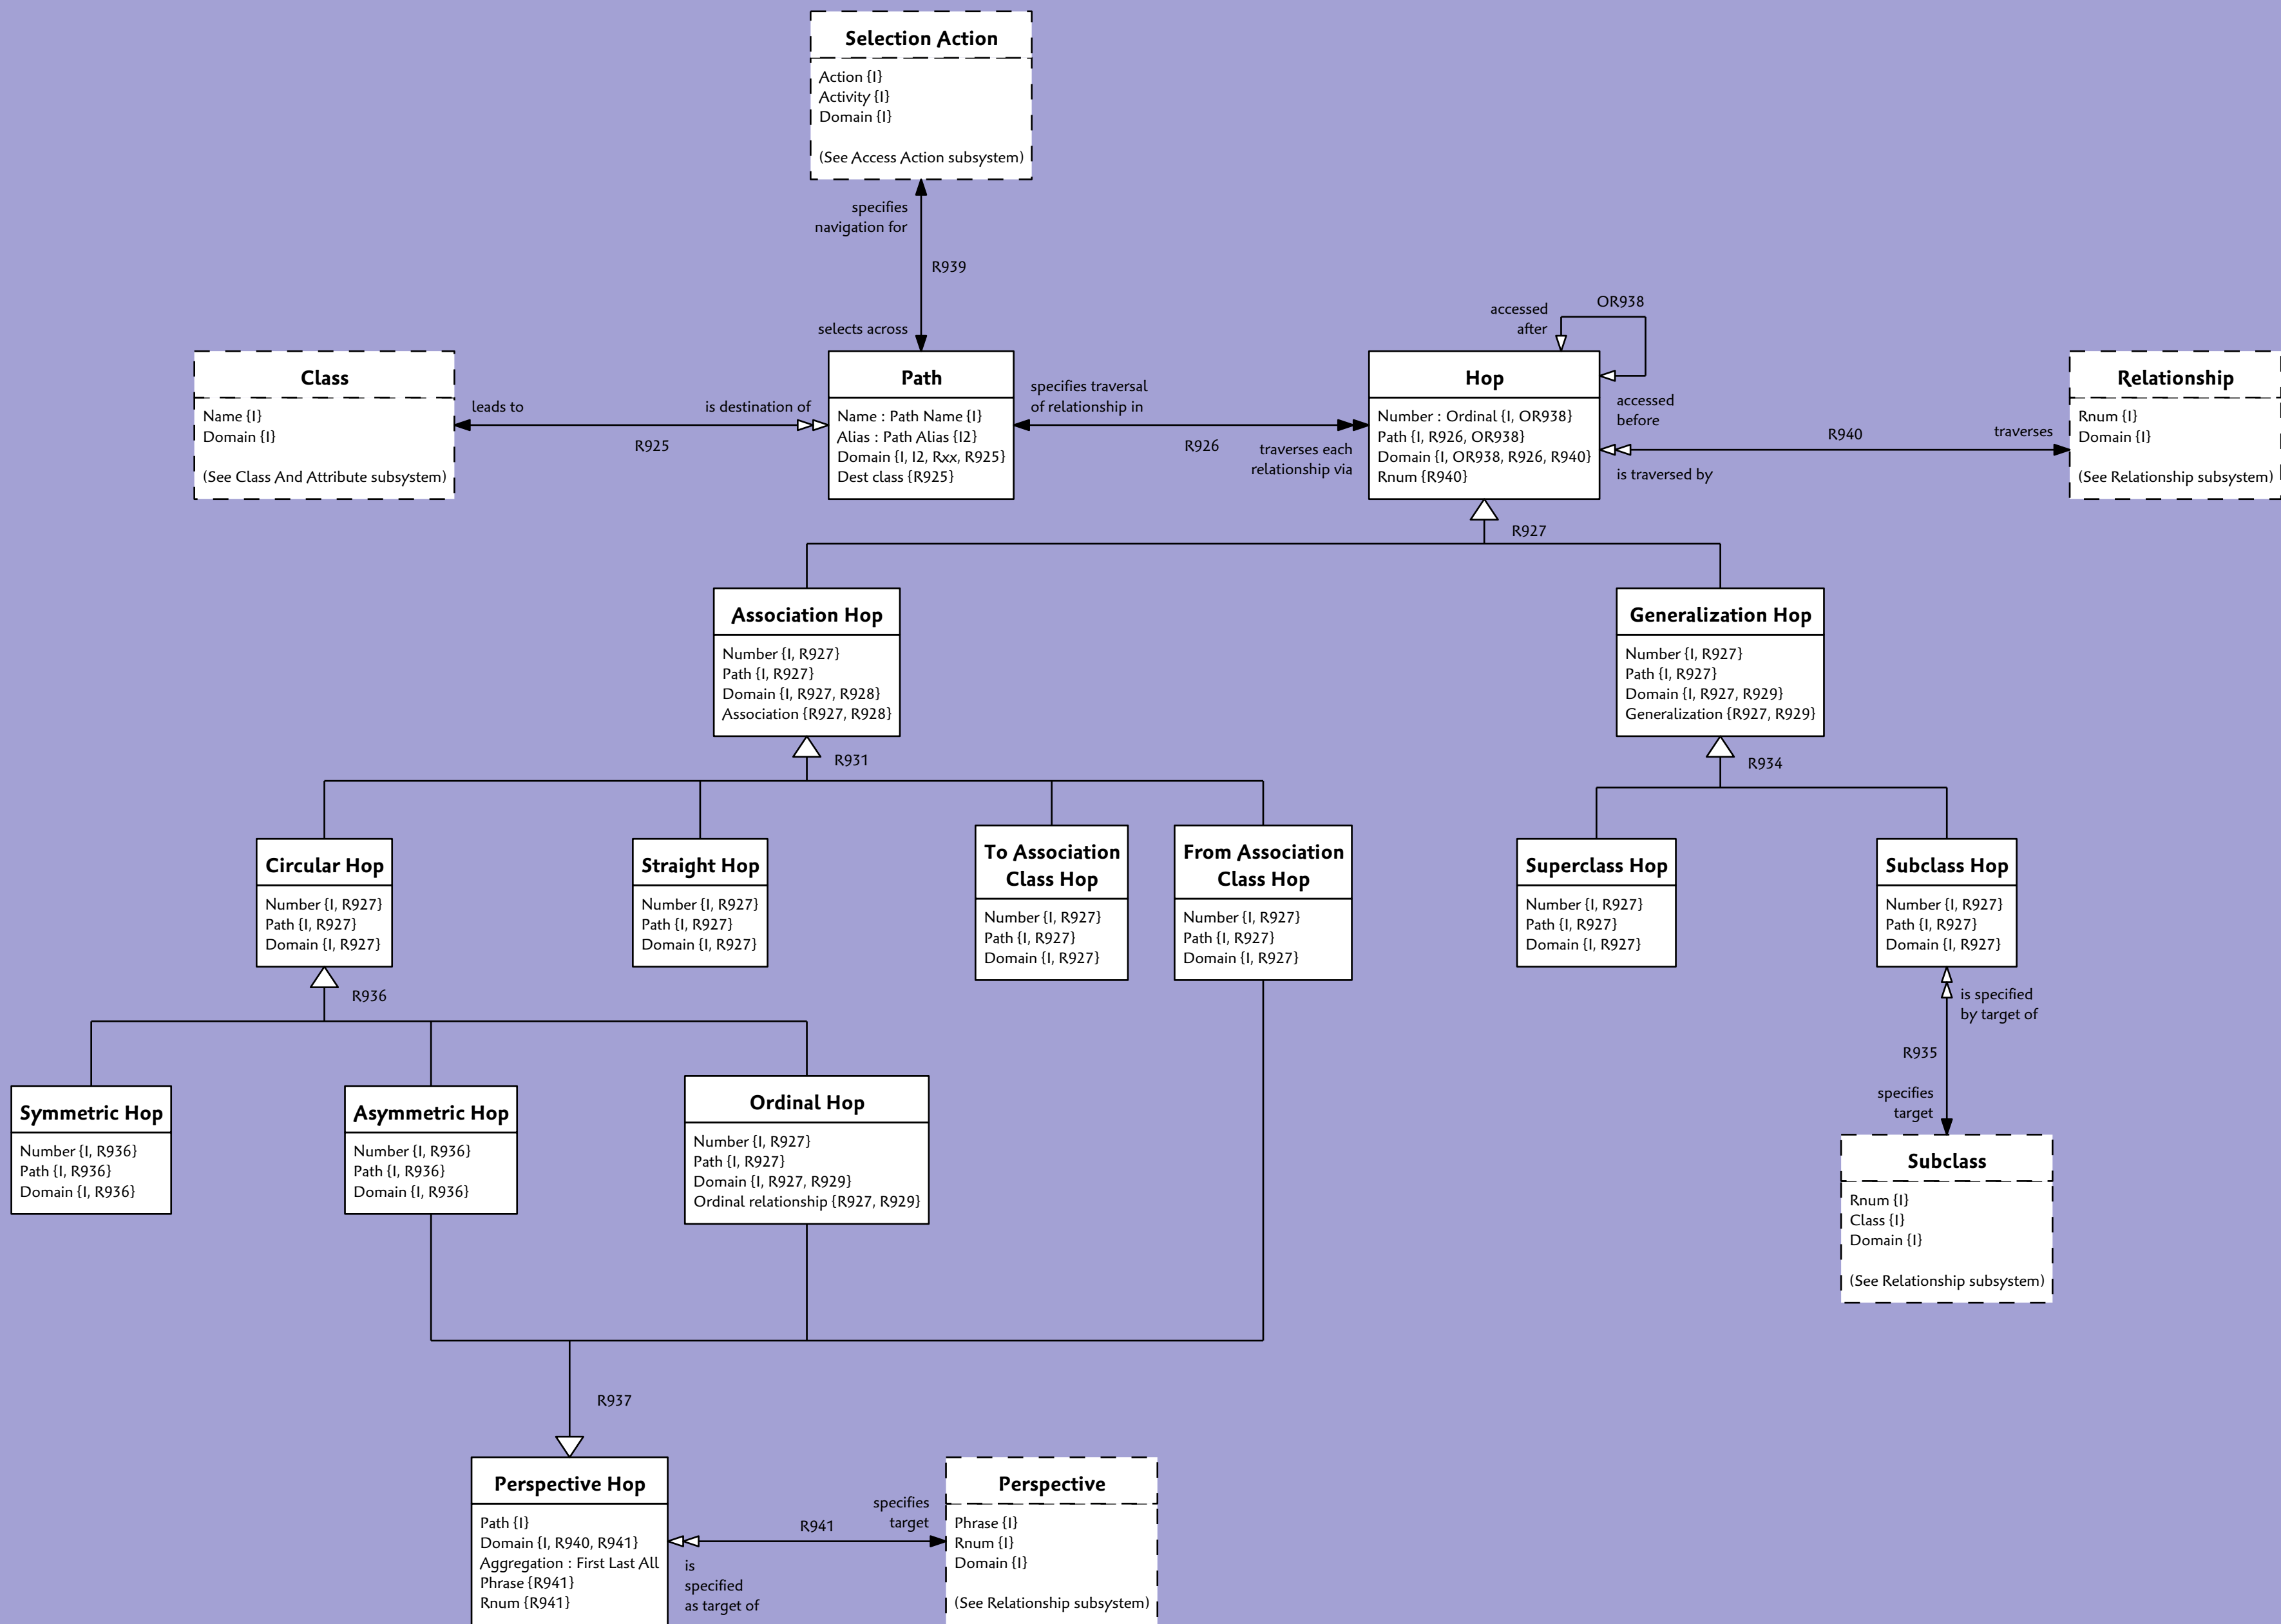 Selection Action
Action {I}
Activity {I}
Domain {I}
(See Access Action subsystem)
specifies
navigation for
R939
selects across
Class
Name {I}
Domain {I}
(See Class And Attribute subsystem)
leads to
is destination of
R925
Path
Name : Path Name {I}
Alias : Path Alias {I2}
Domain {I, I2, Rxx, R925}
Dest class {R925}
specifies traversal
of relationship in
R926
traverses each
relationship via
accessed
after
OR938
Hop
Number : Ordinal {I, OR938}
Path {I, R926, OR938}
Domain {I, OR938, R926, R940}
Rnum {R940}
accessed
before
is traversed by
R940
traverses
Relationship
Rnum {I}
Domain {I}
(See Relationship subsystem)
R927
Association Hop
Number {I, R927}
Path {I, R927}
Domain {I, R927, R928}
Association {R927, R928}
Generalization Hop
Number {I, R927}
Path {I, R927}
Domain {I, R927, R929}
Generalization {R927, R929}
R931
R934
Circular Hop
Number {I, R927}
Path {I, R927}
Domain {I, R927}
Straight Hop
Number {I, R927}
Path {I, R927}
Domain {I, R927}
To Association
Class Hop
Number {I, R927}
Path {I, R927}
Domain {I, R927}
From Association
Class Hop
Number {I, R927}
Path {I, R927}
Domain {I, R927}
Superclass Hop
Number {I, R927}
Path {I, R927}
Domain {I, R927}
Subclass Hop
Number {I, R927}
Path {I, R927}
Domain {I, R927}
R936
is specified
by target of
R935
specifies
target
Symmetric Hop
Number {I, R936}
Path {I, R936}
Domain {I, R936}
Asymmetric Hop
Number {I, R936}
Path {I, R936}
Domain {I, R936}
Ordinal Hop
Number {I, R927}
Path {I, R927}
Domain {I, R927, R929}
Ordinal relationship {R927, R929}
Subclass
Rnum {I}
Class {I}
Domain {I}
(See Relationship subsystem)
R937
Perspective Hop
Path {I}
Domain {I, R940, R941}
Aggregation : First Last All
Phrase {R941}
Rnum {R941}
specifies
target
R941
is
specified
as target of
Perspective
Phrase {I}
Rnum {I}
Domain {I}
(See Relationship subsystem)